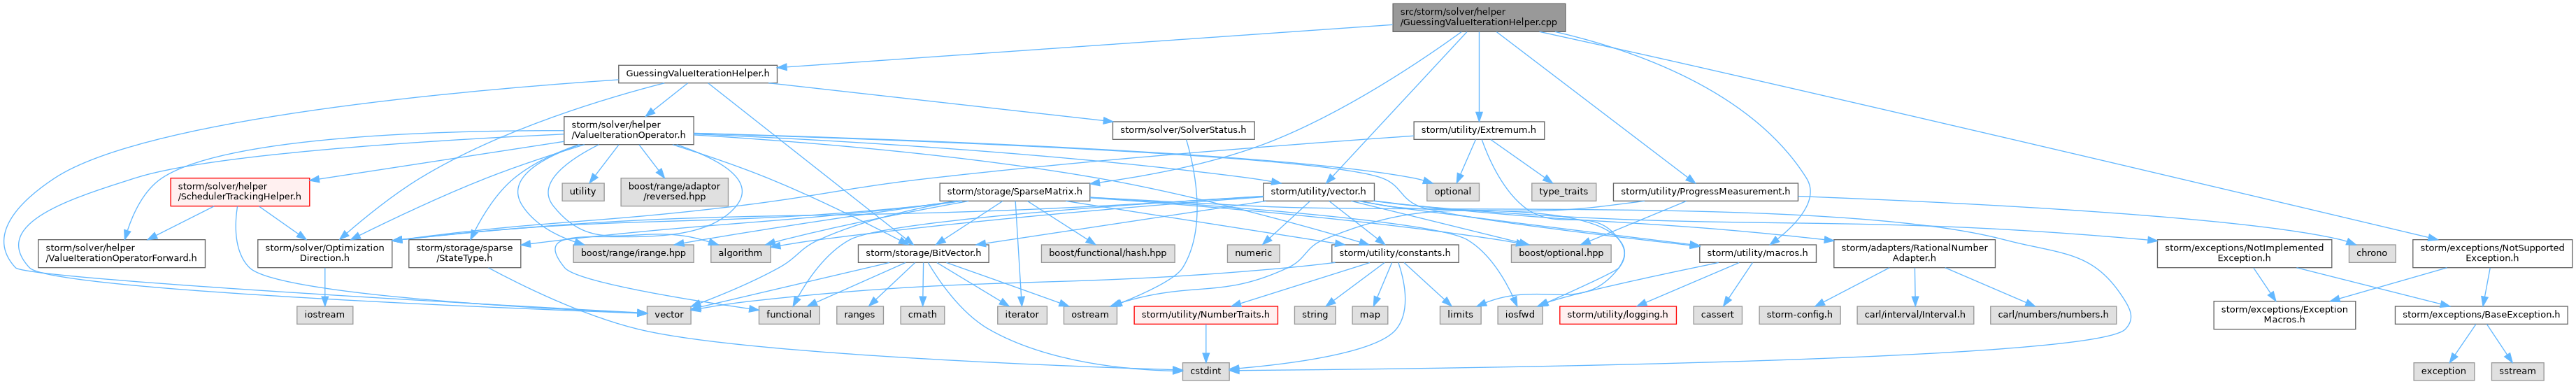 src/storm/solver/helper
/GuessingValueIterationHelper.cpp
GuessingValueIterationHelper.h
storm/solver/helper
/ValueIterationOperator.h
storm/solver/SolverStatus.h
storm/utility/Extremum.h
storm/solver/helper
/SchedulerTrackingHelper.h
utility
boost/range/adaptor
/reversed.hpp
storm/storage/SparseMatrix.h
storm/utility/vector.h
optional
type_traits
storm/utility/ProgressMeasurement.h
storm/solver/helper
/ValueIterationOperatorForward.h
storm/solver/Optimization
Direction.h
storm/storage/sparse
/StateType.h
boost/range/irange.hpp
algorithm
storm/storage/BitVector.h
boost/functional/hash.hpp
numeric
storm/utility/constants.h
boost/optional.hpp
storm/utility/macros.h
storm/adapters/RationalNumber
Adapter.h
storm/exceptions/NotImplemented
Exception.h
chrono
storm/exceptions/NotSupported
Exception.h
iostream
vector
functional
ranges
cmath
iterator
ostream
storm/utility/NumberTraits.h
string
map
limits
iosfwd
storm/utility/logging.h
cassert
storm-config.h
carl/interval/Interval.h
carl/numbers/numbers.h
storm/exceptions/Exception
Macros.h
storm/exceptions/BaseException.h
cstdint
exception
sstream